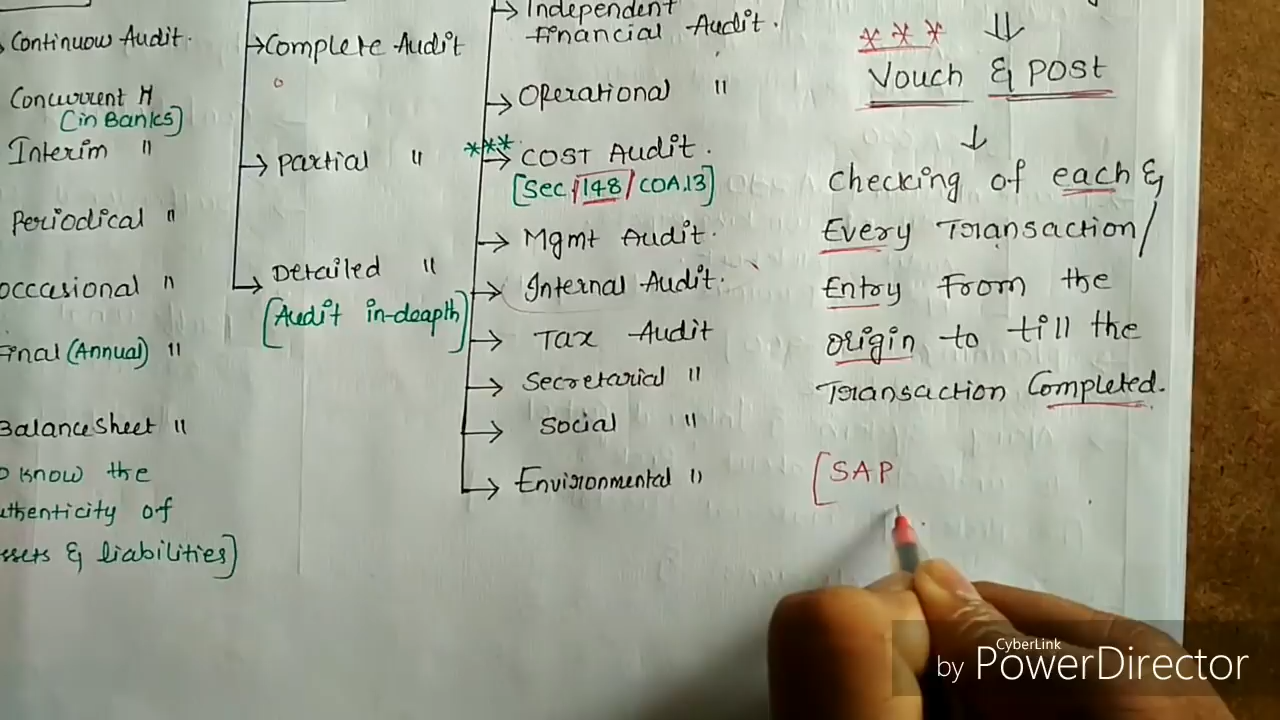 Continuow Audit.
Concurrent "
(in Banks)
Interim "
Periodical "
occasional "
Final (Annual) "
BalanceSheet "
o know the
uthenticity of
ssets & liabilities]
→ Complete Audit
→ Partial "
→ Detailed "
[Audit in-deapth]
→ Independent
financial Audit.
→ Operational "
*** → COST Audit.
[Sec/148/COA.13]
→ Mgmt Audit.
→ Internal Audit.
→ Tax Audit
→ Secretarial "
→ Social "
→ Environmental "
***
Vouch & Post
↓
checking of each &
Every Transaction/
Entry From the
origin to till the
Transaction Completed.
[SAP
CyberLink
by PowerDirector